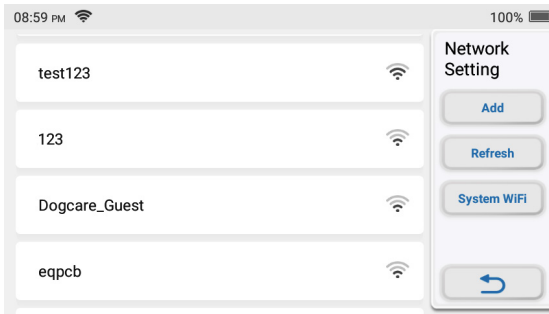 08:59 PM
100%
Network
Setting
test123
Add
123
Refresh
Dogcare_Guest
System WiFi
eqpcb